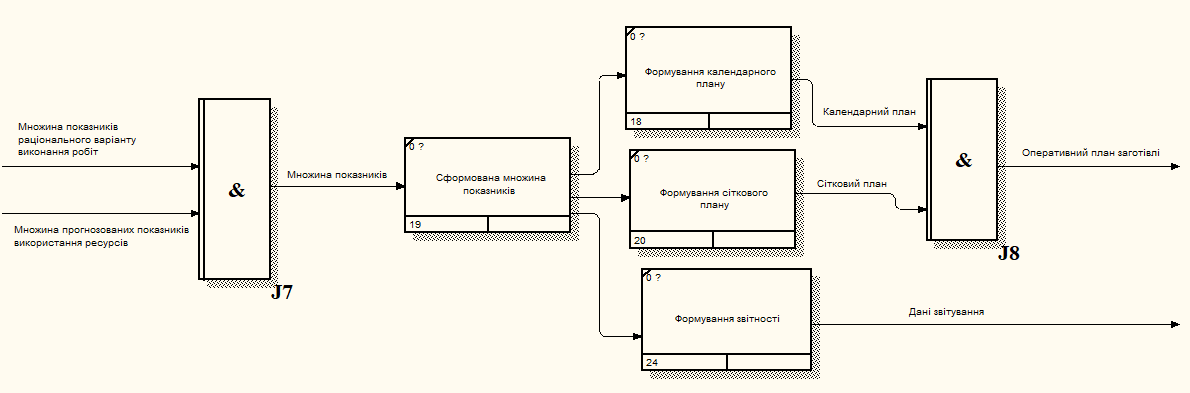 Множина показників
раціонального варіанту
виконання робіт
Множина прогнозованих показників
використання ресурсів
&
J7
Множина показників
0 ?
Сформована множина
показників
19
0 ?
Формування календарного
плану
18
0 ?
Формування сіткового
плану
20
0 ?
Формування звітності
24
Календарний план
Сітковий план
&
J8
Оперативний план заготівлі
Дані звітування